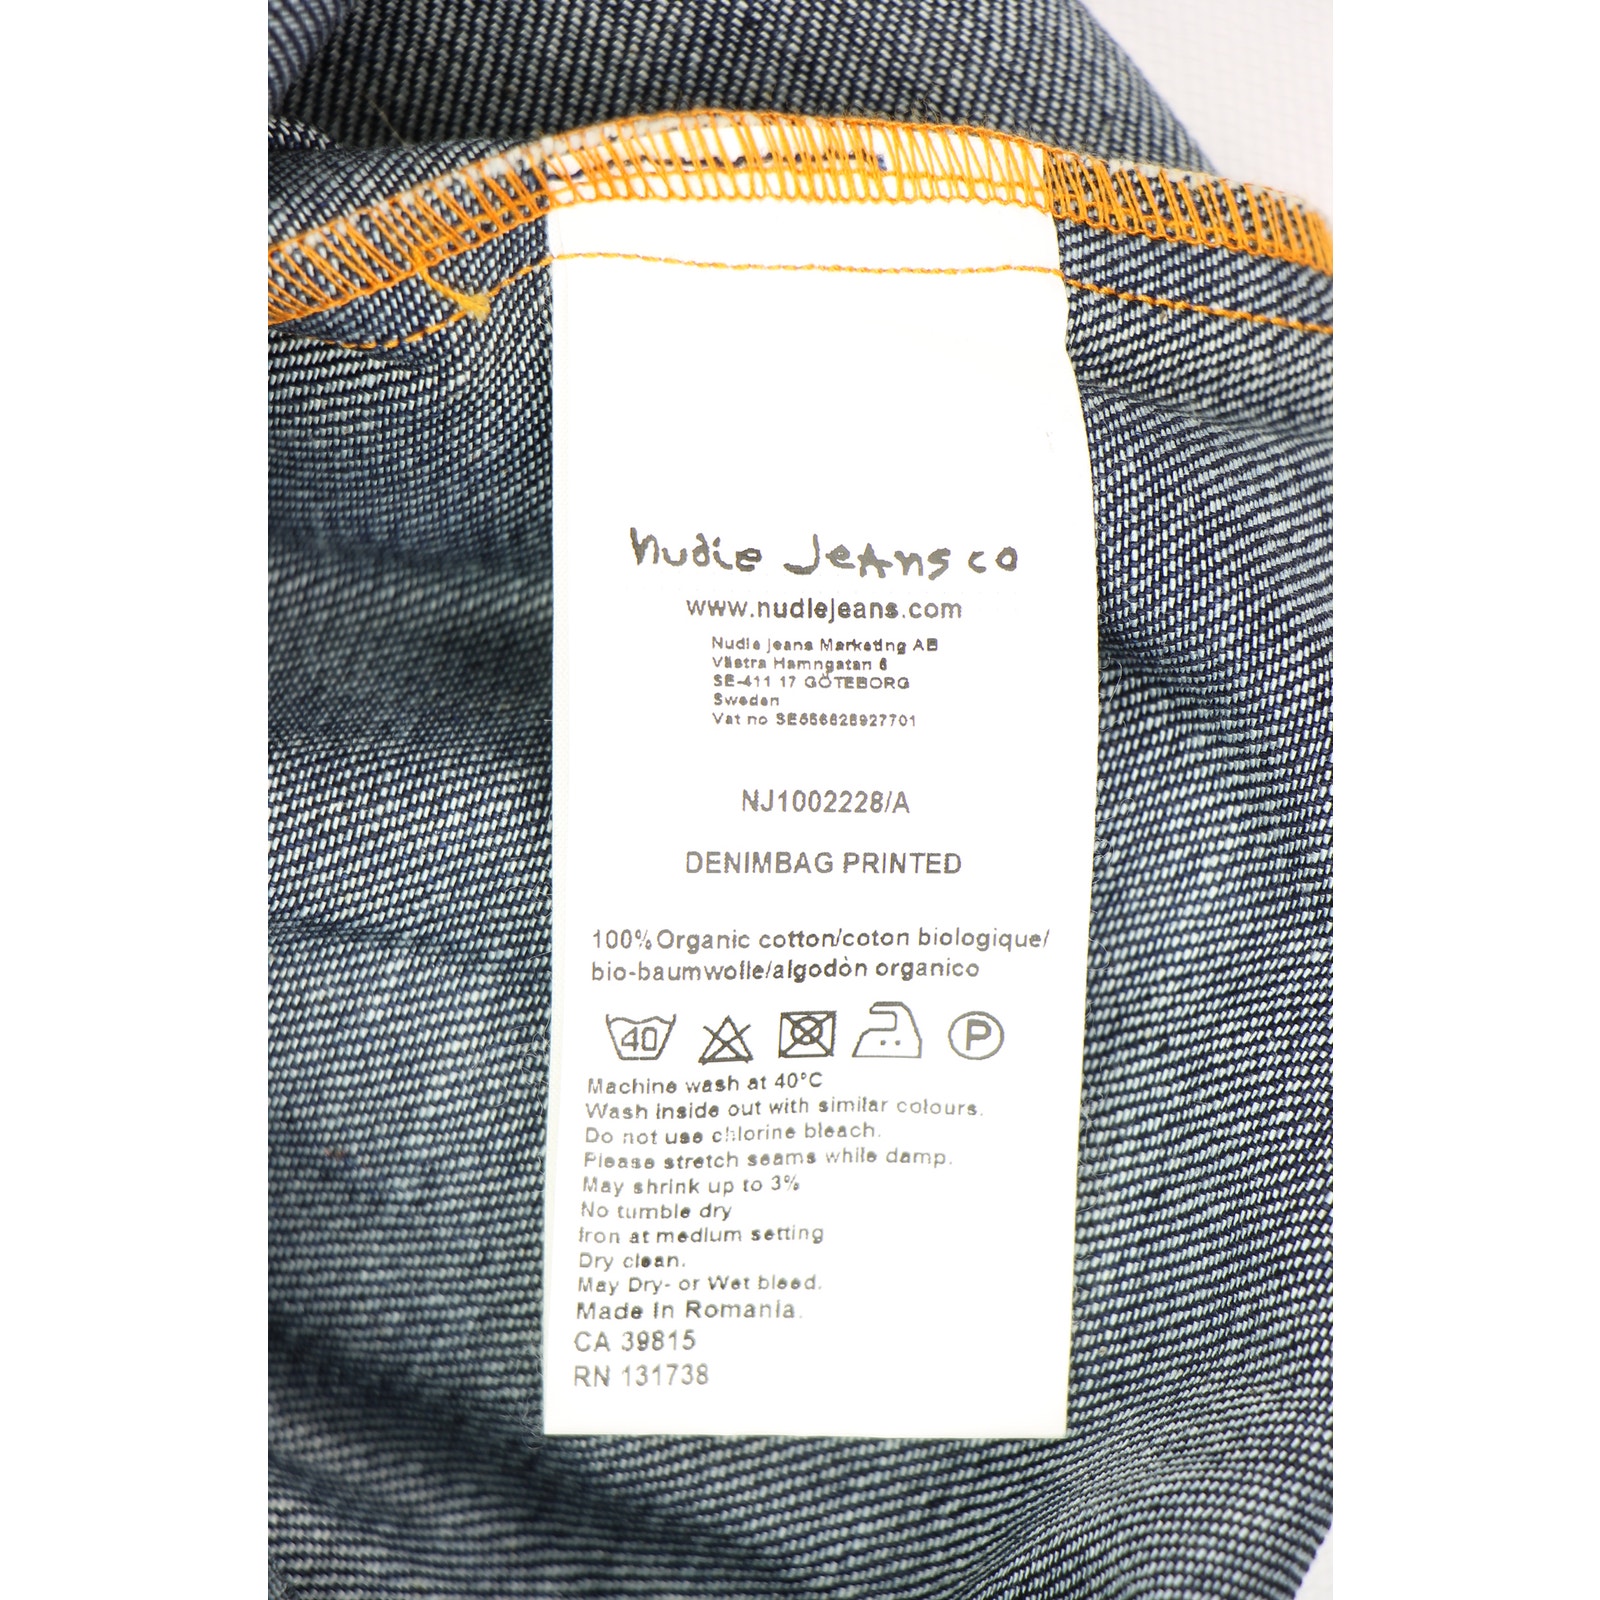 nudie Jeans co
www.nudiejeans.com
Nudie Jeans Marketing AB
Västra Hamngatan 6
SE-411 17 GÖTEBORG
Sweden
Vat no SE556628927701
NJ1002228/A
DENIMBAG PRINTED
100% Organic cotton/coton biologique/
bio-baumwolle/algodòn organico
40
P
Machine wash at 40°C
Wash inside out with similar colours.
Do not use chlorine bleach.
Please stretch seams while damp.
May shrink up to 3%
No tumble dry
Iron at medium setting
Dry clean.
May Dry- or Wet bleed.
Made In Romania.
CA 39815
RN 131738